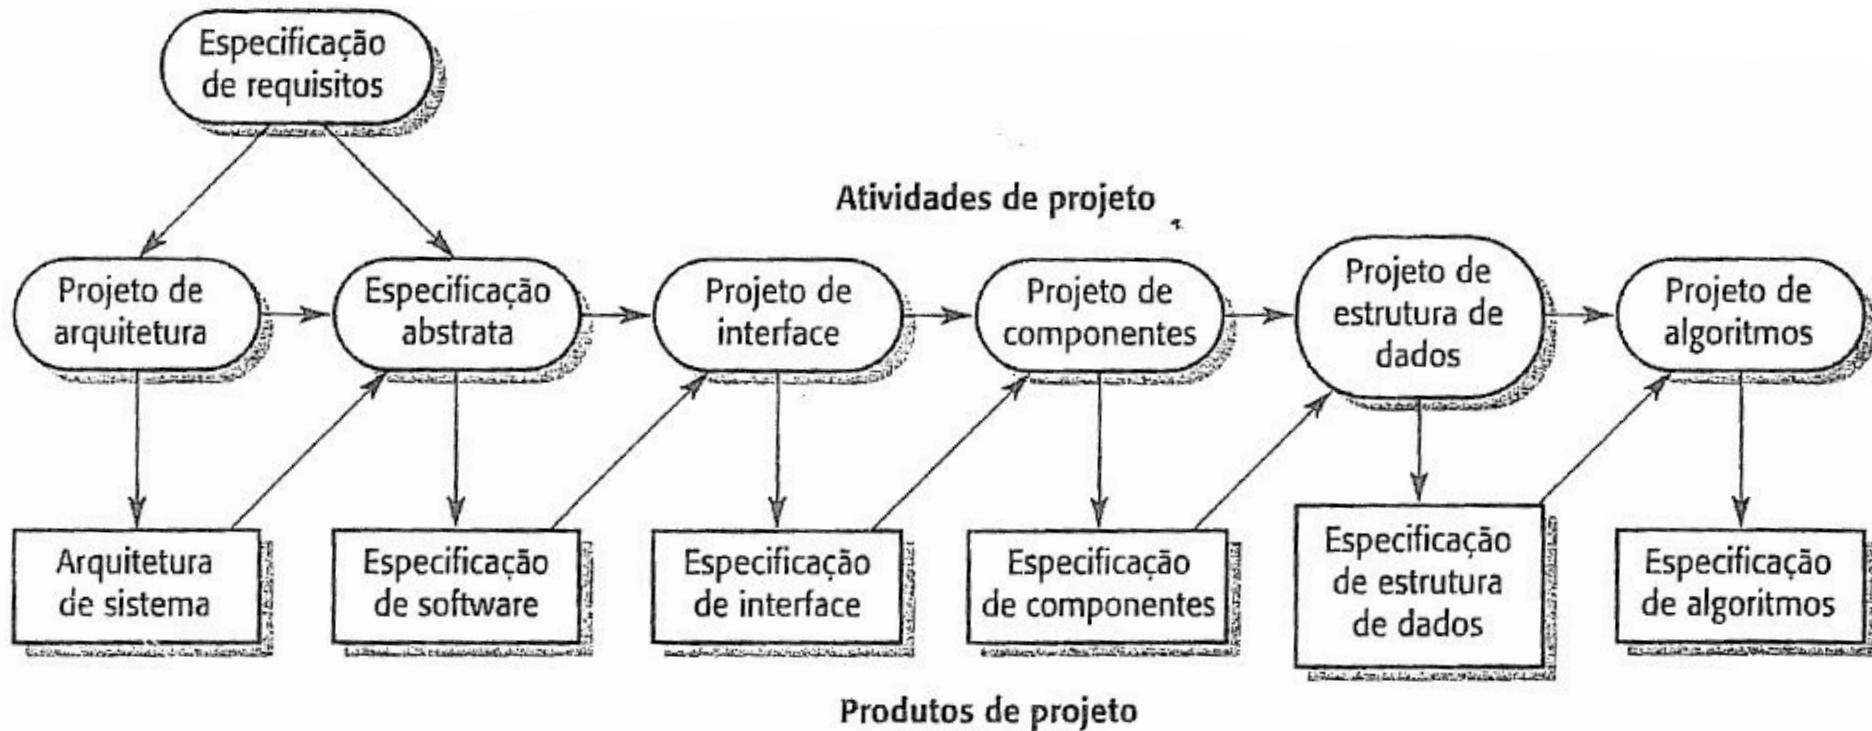 Especificação
de requisitos
Atividades de projeto
Projeto de
arquitetura
Especificação
abstrata
Projeto de
interface
Projeto de
componentes
Projeto de
estrutura de
dados
Projeto de
algoritmos
Arquitetura
de sistema
Especificação
de software
Especificação
de interface
Especificação
de componentes
Especificação
de estrutura
de dados
Especificação
de algoritmos
Produtos de projeto